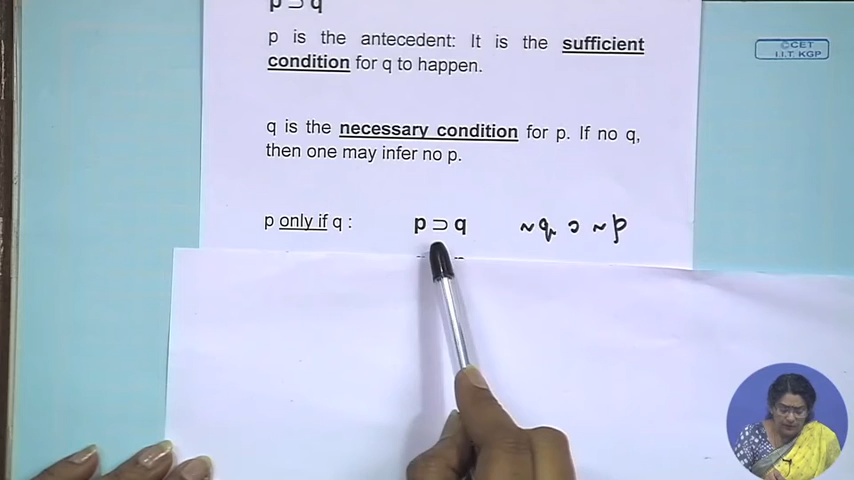 p ⊃ q
p is the antecedent: It is the sufficient
condition for q to happen.
©CET
I.I.T. KGP
q is the necessary condition for p. If no q,
then one may infer no p.
p only if q : p ⊃ q ~q ⊃ ~p